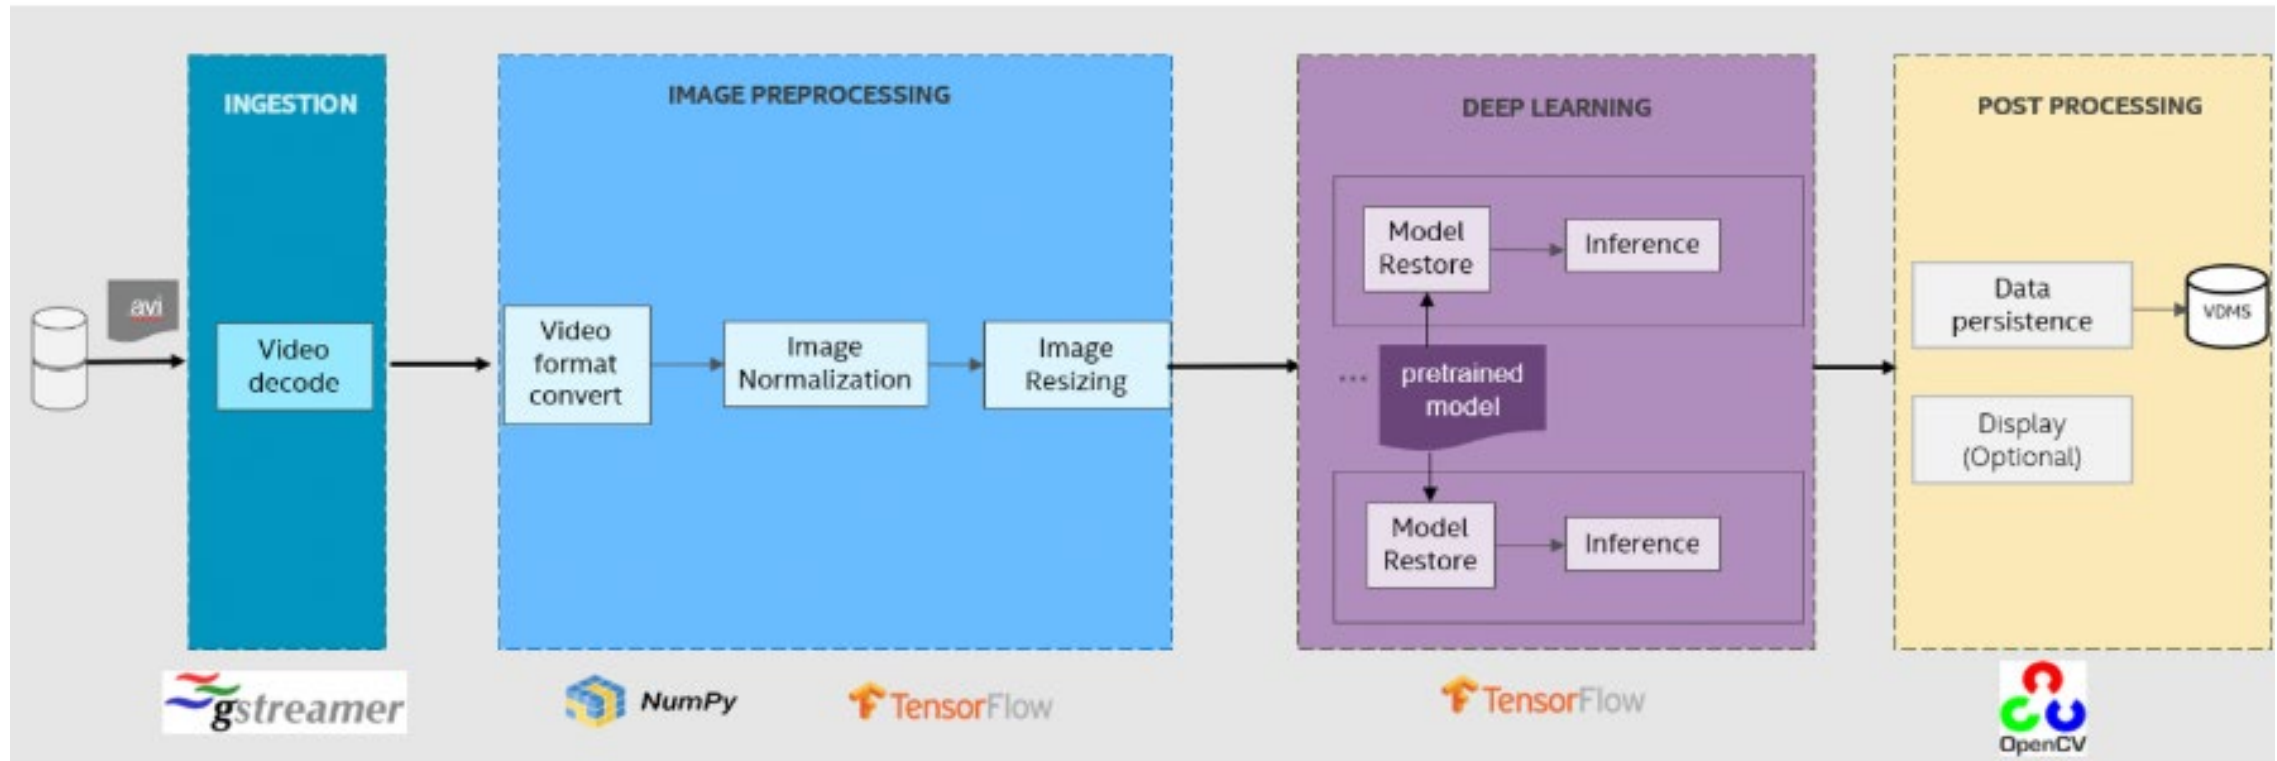 INGESTION
IMAGE PREPROCESSING
DEEP LEARNING
POST PROCESSING
avi
Video
decode
Video
format
convert
Image
Normalization
Image
Resizing
Model
Restore
Inference
...
pretrained
model
Model
Restore
Inference
Data
persistence
VDMS
Display
(Optional)
gstreamer
NumPy
TensorFlow
TensorFlow
OpenCV